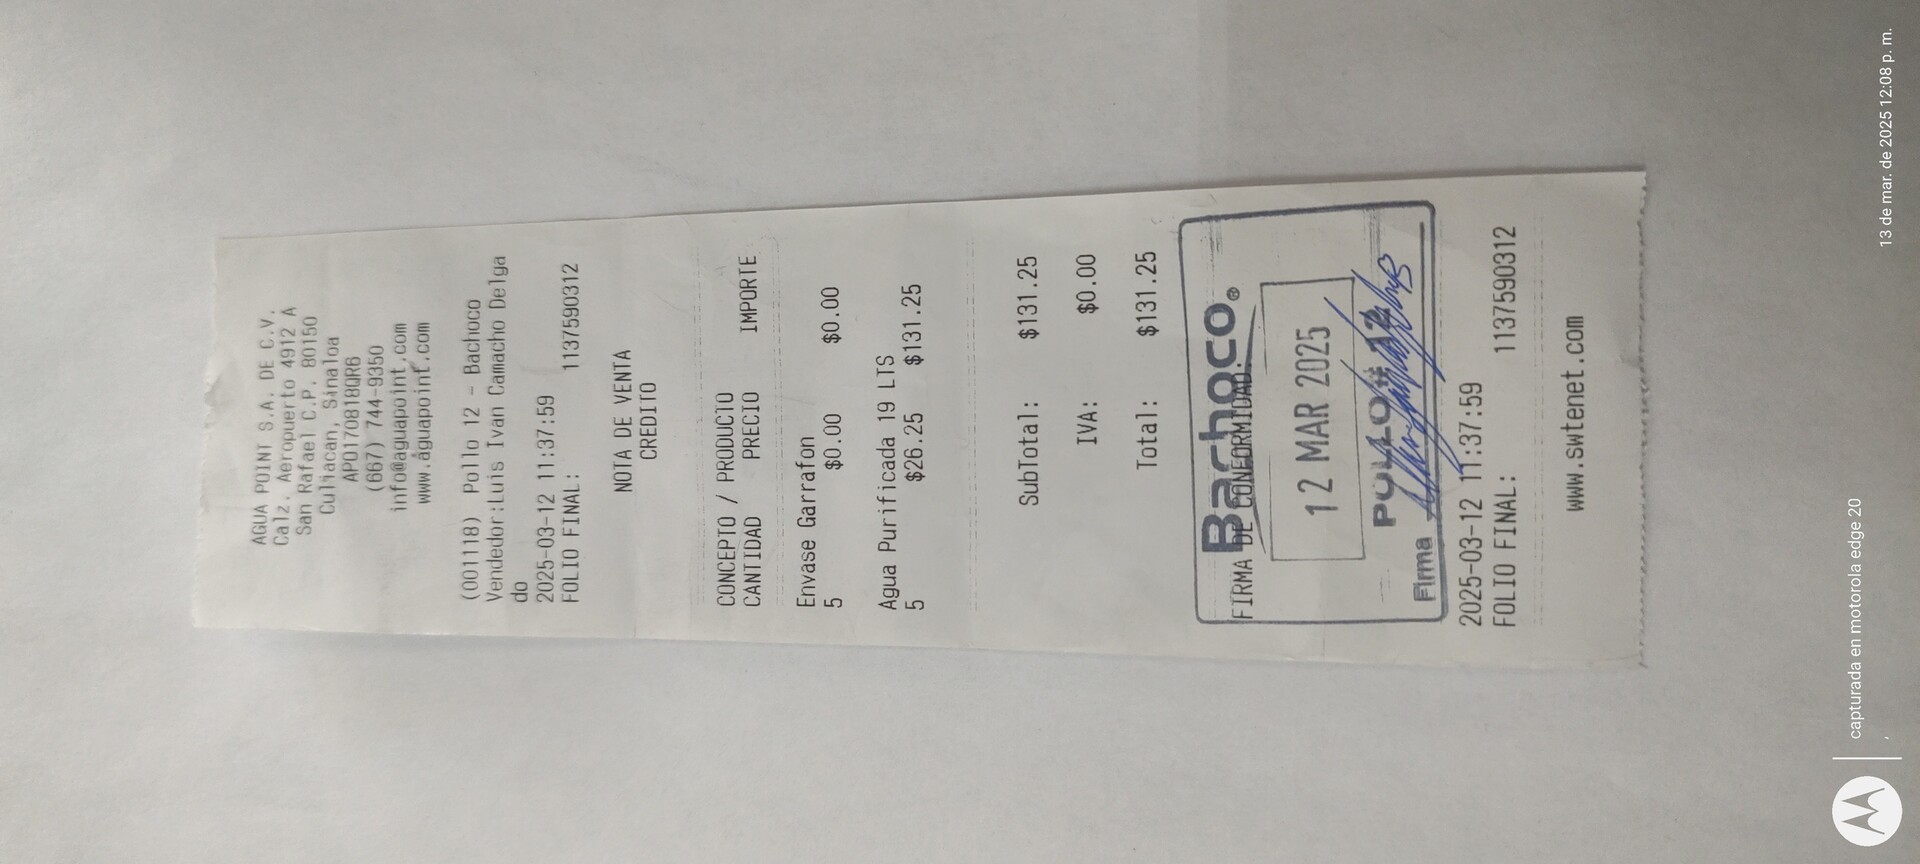 AGUA POINT S.A. DE C.V.
Calz. Aeropuerto 4912 A
San Rafael C.P. 80150
Culiacan, Sinaloa
APO170818QR6
(667) 744-9350
info@aguapoint.com
www.aguapoint.com
(001118) Pollo 12 - Bachoco
Vendedor:Luis Ivan Camacho Delga
do
2025-03-12 11:37:59
FOLIO FINAL: 1137590312
NOTA DE VENTA
CREDITO
CONCEPTO / PRODUCTO
CANTIDAD PRECIO IMPORTE
Envase Garrafon
5 $0.00 $0.00
Agua Purificada 19 LTS
5 $26.25 $131.25
SubTotal: $131.25
IVA: $0.00
Total: $131.25
Bachoco®
FIRMA DE CONFORMIDAD:
12 MAR 2025
POLLO # 12
Firma
2025-03-12 11:37:59
FOLIO FINAL: 1137590312
www.swtenet.com
capturada en motorola edge 20
13 de mar. de 2025 12:08 p. m.